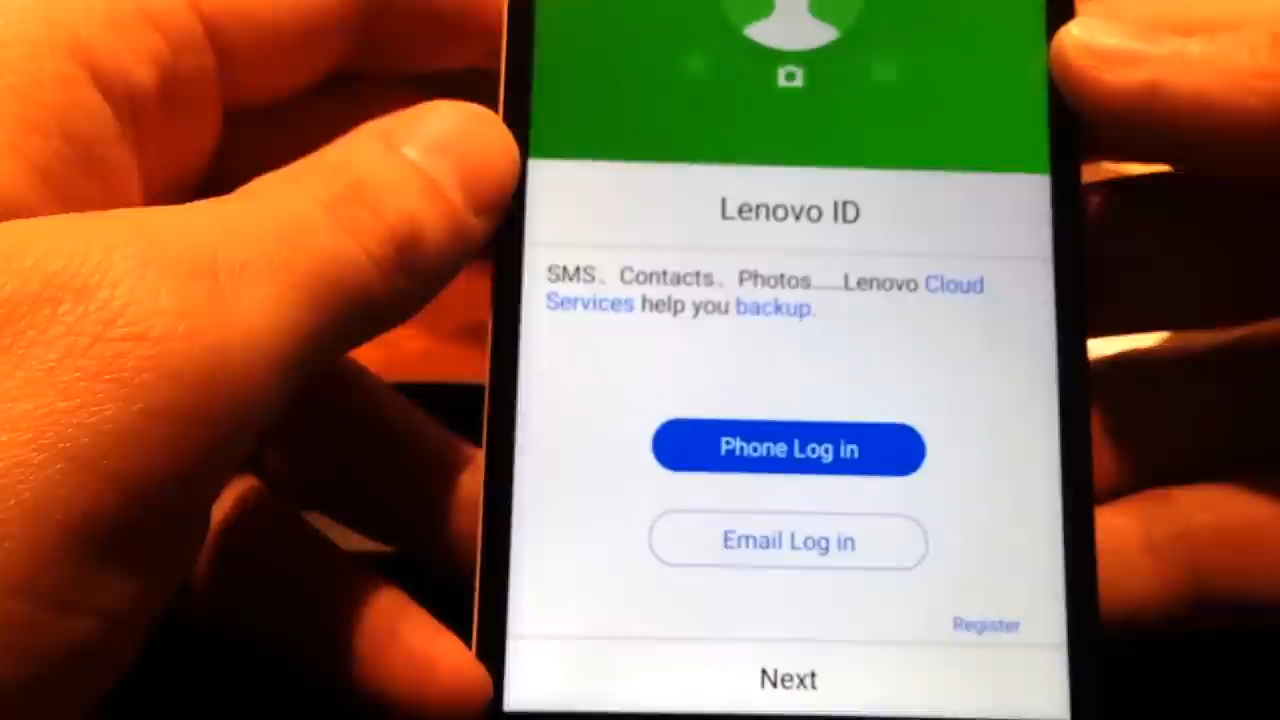 Lenovo ID
SMS、Contacts、Photos……Lenovo Cloud
Services help you backup.
Phone Log in
Email Log in
Register
Next